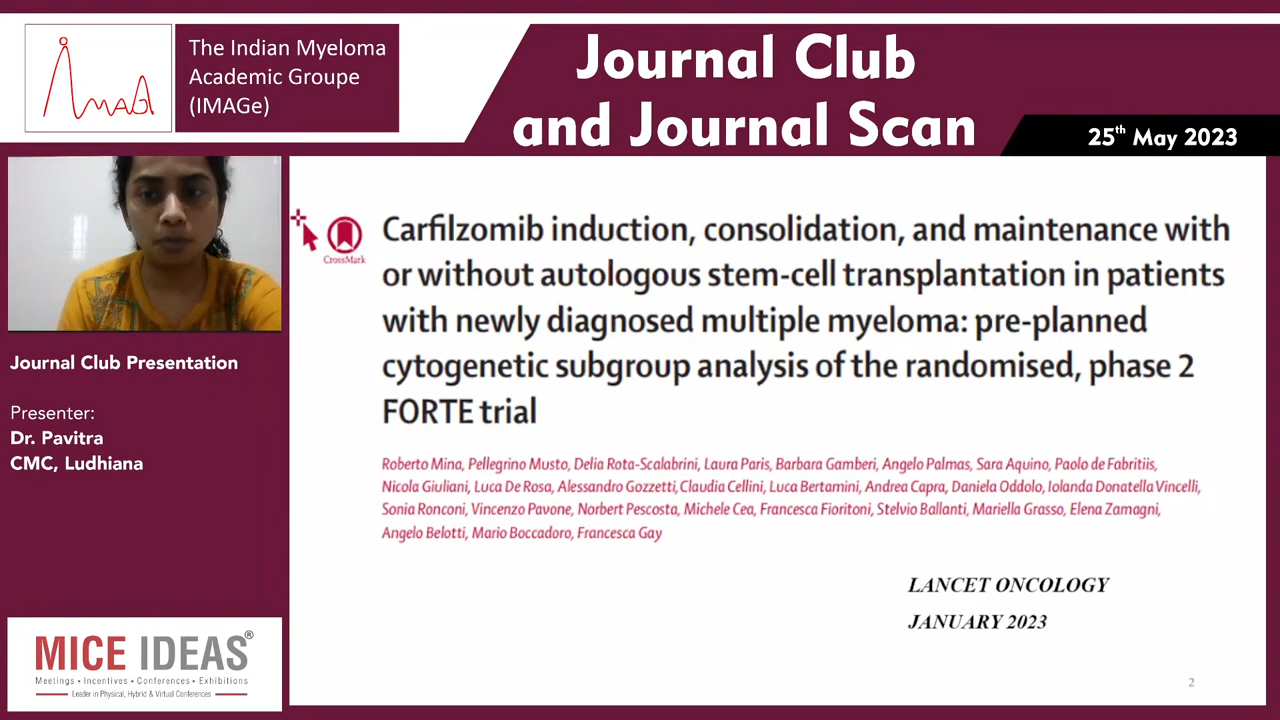 ImAG
The Indian Myeloma
Academic Groupe
(IMAGe)
Journal Club
and Journal Scan
25th May 2023
CrossMark
Carfilzomib induction, consolidation, and maintenance with
or without autologous stem-cell transplantation in patients
with newly diagnosed multiple myeloma: pre-planned
cytogenetic subgroup analysis of the randomised, phase 2
FORTE trial
Roberto Mina, Pellegrino Musto, Delia Rota-Scalabrini, Laura Paris, Barbara Gamberi, Angelo Palmas, Sara Aquino, Paolo de Fabritiis,
Nicola Giuliani, Luca De Rosa, Alessandro Gozzetti, Claudia Cellini, Luca Bertamini, Andrea Capra, Daniela Oddolo, Iolanda Donatella Vincelli,
Sonia Ronconi, Vincenzo Pavone, Norbert Pescosta, Michele Cea, Francesca Fioritoni, Stelvio Ballanti, Mariella Grasso, Elena Zamagni,
Angelo Belotti, Mario Boccadoro, Francesca Gay
LANCET ONCOLOGY
JANUARY 2023
2
Journal Club Presentation
Presenter:
Dr. Pavitra
CMC, Ludhiana
MICE IDEAS®
Meetings • Incentives • Conferences • Exhibitions
Leader in Physical, Hybrid & Virtual Conferences